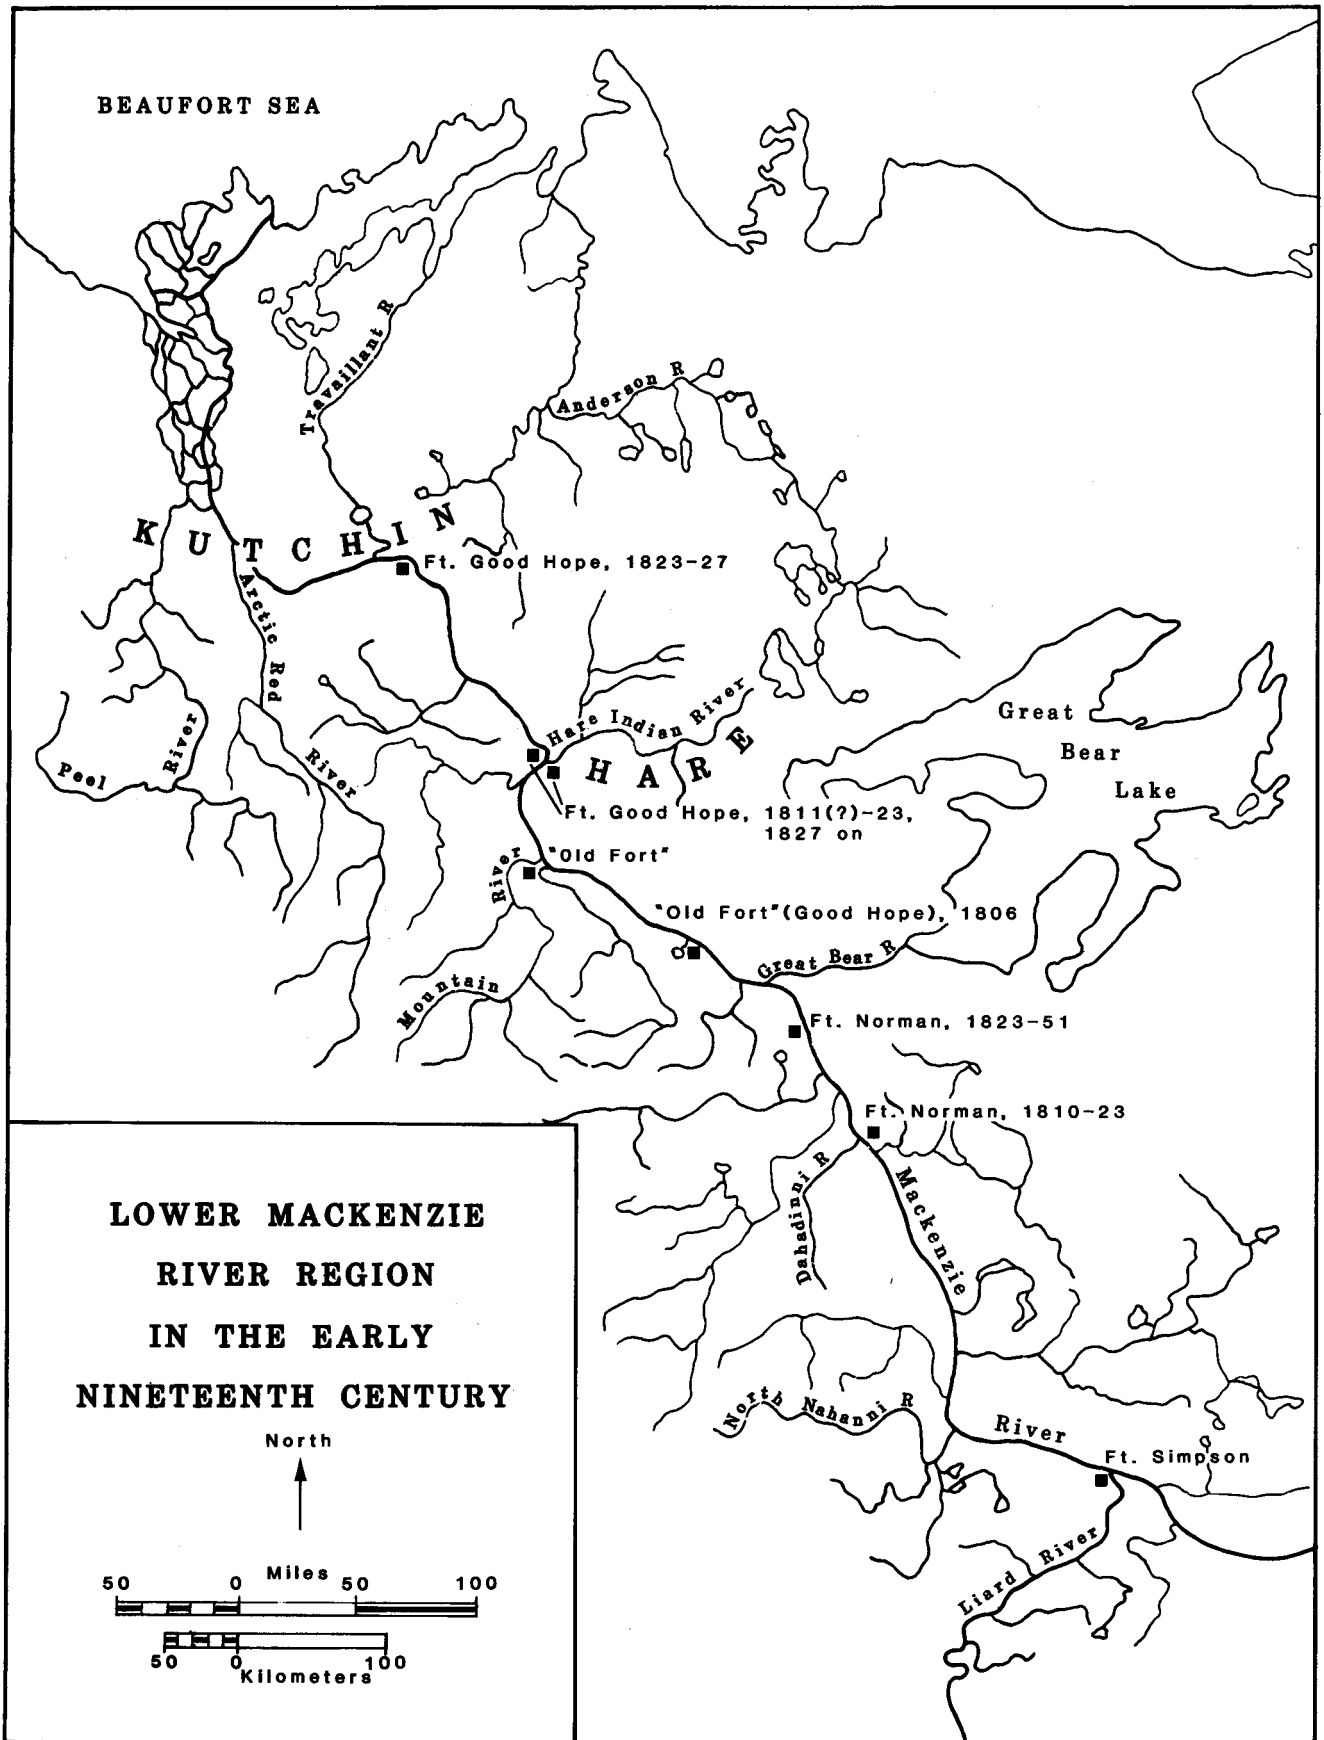 BEAUFORT SEA
Travaillant R
Anderson R
KUTCHIN
Ft. Good Hope, 1823-27
Arctic Red
River
Peel
River
Hare Indian River
HARE
Great
Bear
Lake
Ft. Good Hope, 1811(?)-23,
1827 on
"Old Fort"
River
Mountain
"Old Fort"(Good Hope), 1806
Great Bear R
Ft. Norman, 1823-51
Ft. Norman, 1810-23
Dahadinni R
Mackenzie
North Nahanni R
River
Ft. Simpson
Liard River
LOWER MACKENZIE
RIVER REGION
IN THE EARLY
NINETEENTH CENTURY
North
Miles
50 0 50 100
50 0 100
Kilometers